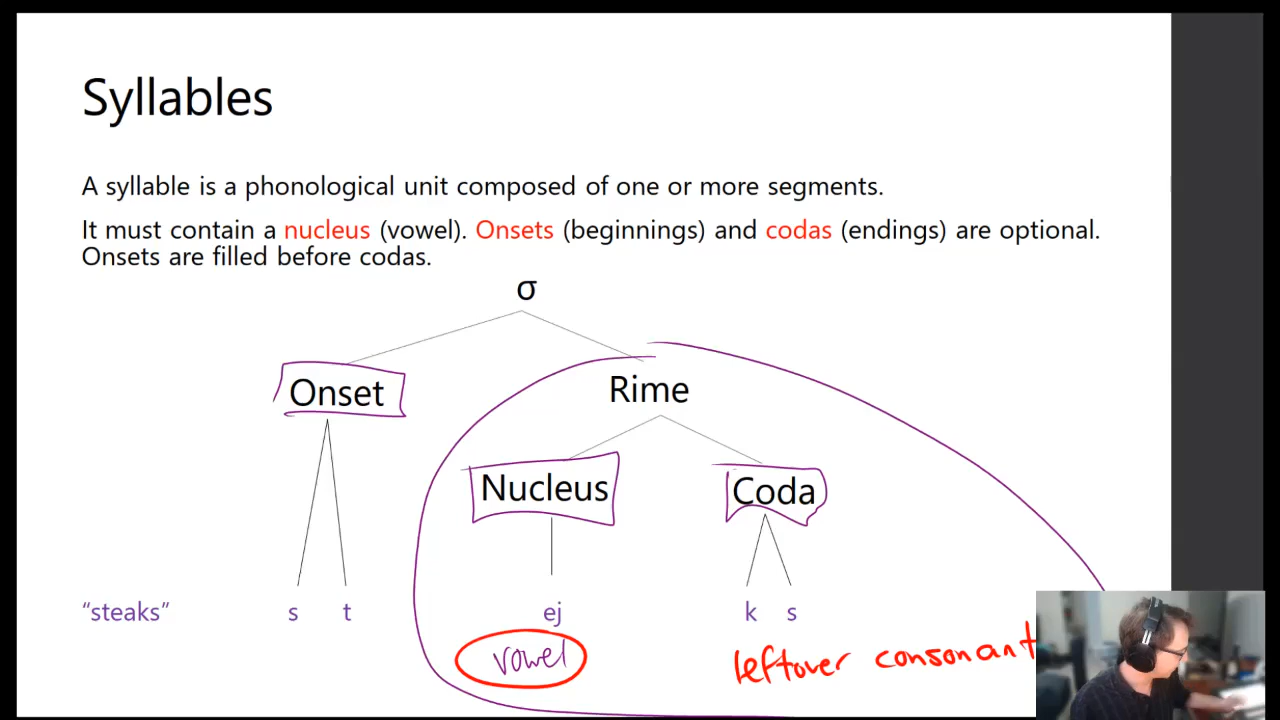 Syllables
A syllable is a phonological unit composed of one or more segments.
It must contain a nucleus (vowel). Onsets (beginnings) and codas (endings) are optional.
Onsets are filled before codas.
σ
Onset
Rime
Nucleus
Coda
“steaks” s t ej k s
vowel leftover consonant